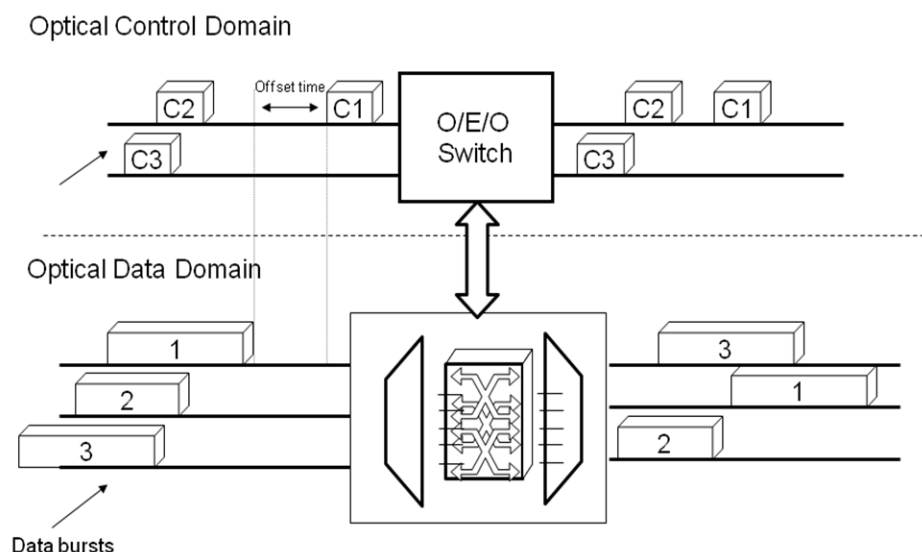 Optical Control Domain
Offset time
C2
C1
C3
O/E/O
Switch
C2
C1
C3
Optical Data Domain
1
2
3
3
1
2
Data bursts